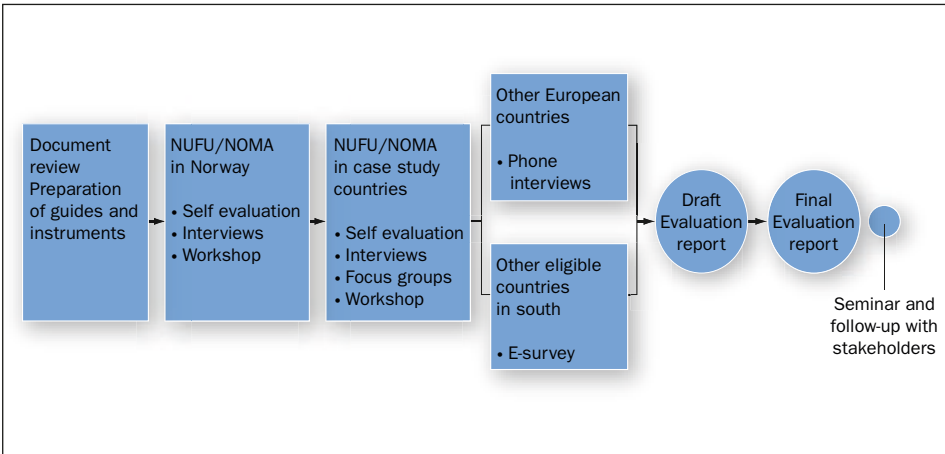 Document
review
Preparation
of guides and
instruments
NUFU/NOMA
in Norway
• Self evaluation
• Interviews
• Workshop
NUFU/NOMA
in case study
countries
• Self evaluation
• Interviews
• Focus groups
• Workshop
Other European
countries
• Phone
interviews
Other eligible
countries
in south
• E-survey
Draft
Evaluation
report
Final
Evaluation
report
Seminar and
follow-up with
stakeholders